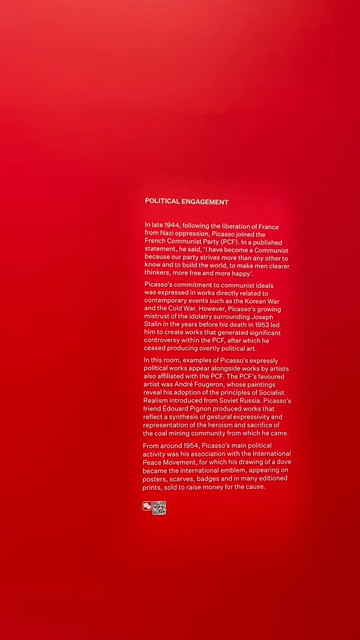 POLITICAL ENGAGEMENT
In late 1944, following the liberation of France
from Nazi oppression, Picasso joined the
French Communist Party (PCF). In a published
statement, he said, 'I have become a Communist
because our party strives more than any other to
know and to build the world, to make men clearer
thinkers, more free and more happy'.
Picasso's commitment to communist ideals
was expressed in works directly related to
contemporary events such as the Korean War
and the Cold War. However, Picasso's growing
mistrust of the idolatry surrounding Joseph
Stalin in the years before his death in 1953 led
him to create works that generated significant
controversy within the PCF, after which he
ceased producing overtly political art.
In this room, examples of Picasso's expressly
political works appear alongside works by artists
also affiliated with the PCF. The PCF's favoured
artist was André Fougeron, whose paintings
reveal his adoption of the principles of Socialist
Realism introduced from Soviet Russia. Picasso's
friend Édouard Pignon produced works that
reflect a synthesis of gestural expressivity and
representation of the heroism and sacrifice of
the coal mining community from which he came.
From around 1954, Picasso's main political
activity was his association with the International
Peace Movement, for which his drawing of a dove
became the international emblem, appearing on
posters, scarves, badges and in many editioned
prints, sold to raise money for the cause.